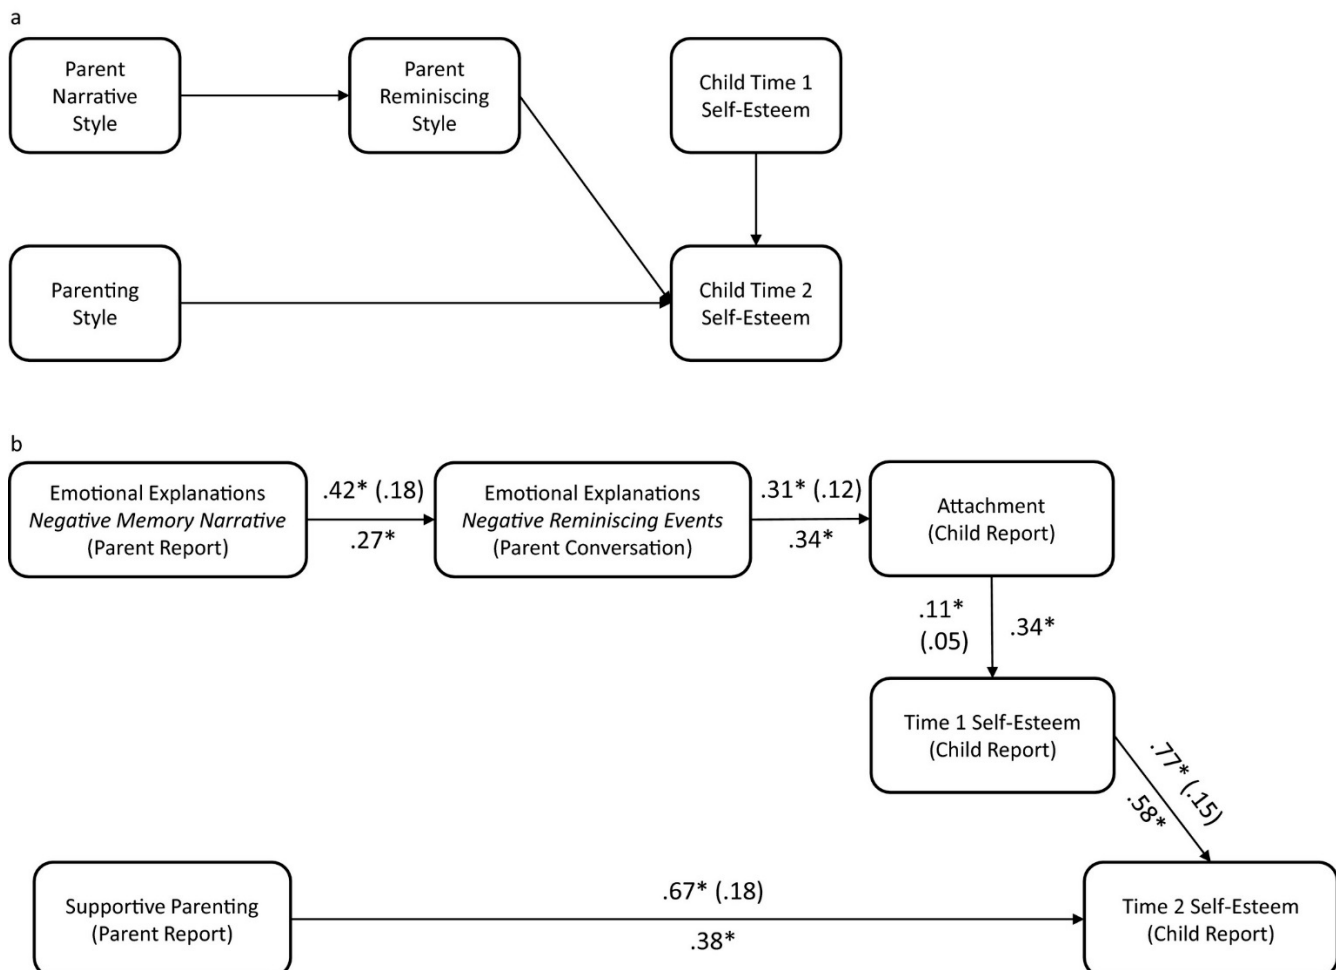 a
Parent
Narrative
Style
Parent
Reminiscing
Style
Child Time 1
Self-Esteem
Parenting
Style
Child Time 2
Self-Esteem
b
Emotional Explanations
Negative Memory Narrative
(Parent Report)
.42* (.18)
.27*
Emotional Explanations
Negative Reminiscing Events
(Parent Conversation)
.31* (.12)
.34*
Attachment
(Child Report)
.11*
(.05)
.34*
Time 1 Self-Esteem
(Child Report)
.77* (.15)
.58*
Supportive Parenting
(Parent Report)
.67* (.18)
.38*
Time 2 Self-Esteem
(Child Report)